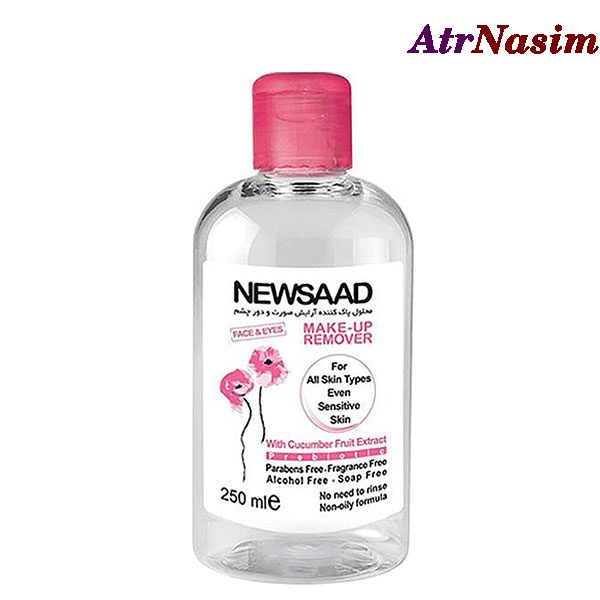 AtrNasim
NEWSAAD
محلول پاک کننده آرایش صورت و دور چشم
FACE & EYES
MAKE-UP
REMOVER
For
All Skin Types
Even
Sensitive
Skin
With Cucumber Fruit Extract
Prebiotic
Parabens Free - Fragrance Free
Alcohol Free - Soap Free
250 ml e
No need to rinse
Non-oily formula